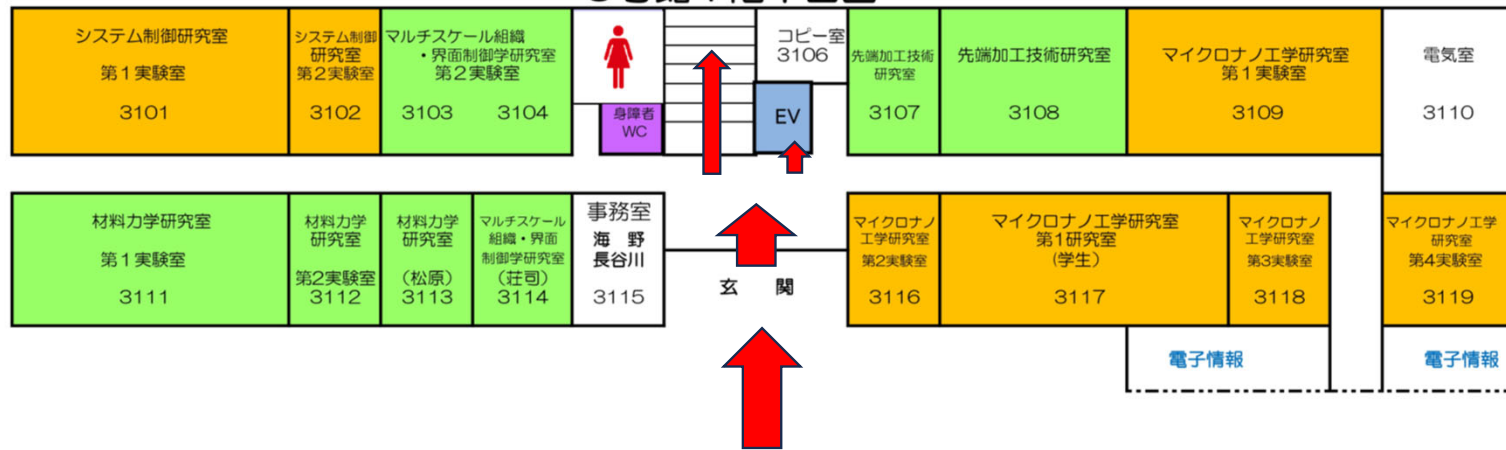 システム制御研究室
第1実験室
3101
システム制御
研究室
第2実験室
3102
マルチスケール組織
・界面制御学研究室
第2実験室
3103 3104
身障者
WC
コピー室
3106
EV
先端加工技術
研究室
3107
先端加工技術研究室
3108
マイクロナノ工学研究室
第1実験室
3109
電気室
3110
材料力学研究室
第1実験室
3111
材料力学
研究室
第2実験室
3112
材料力学
研究室
(松原)
3113
マルチスケール
組織・界面
制御学研究室
(荘司)
3114
事務室
海 野
長谷川
3115
玄 関
マイクロナノ
工学研究室
第2実験室
3116
マイクロナノ工学研究室
第1研究室
(学生)
3117
マイクロナノ
工学研究室
第3実験室
3118
マイクロナノ工学
研究室
第4実験室
3119
電子情報
電子情報